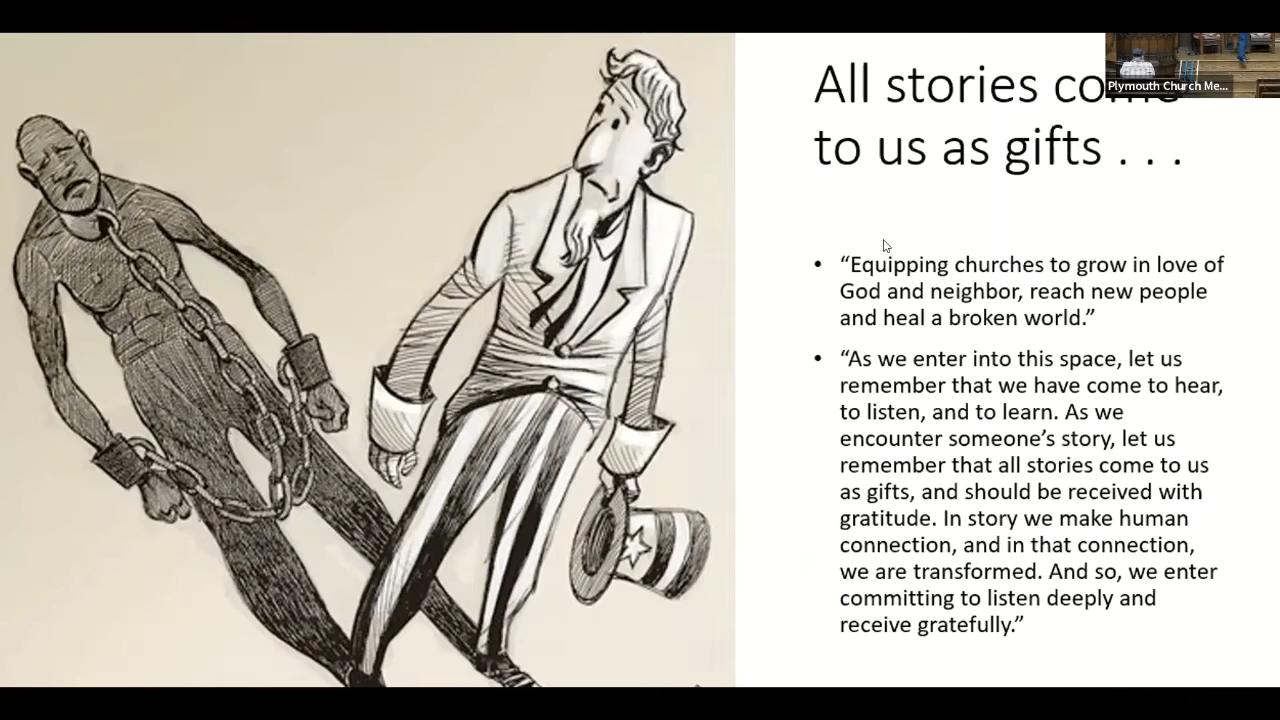 All stories come
to us as gifts . . .
Plymouth Church Me...
• “Equipping churches to grow in love of
God and neighbor, reach new people
and heal a broken world.”
• “As we enter into this space, let us
remember that we have come to hear,
to listen, and to learn. As we
encounter someone’s story, let us
remember that all stories come to us
as gifts, and should be received with
gratitude. In story we make human
connection, and in that connection,
we are transformed. And so, we enter
committing to listen deeply and
receive gratefully.”